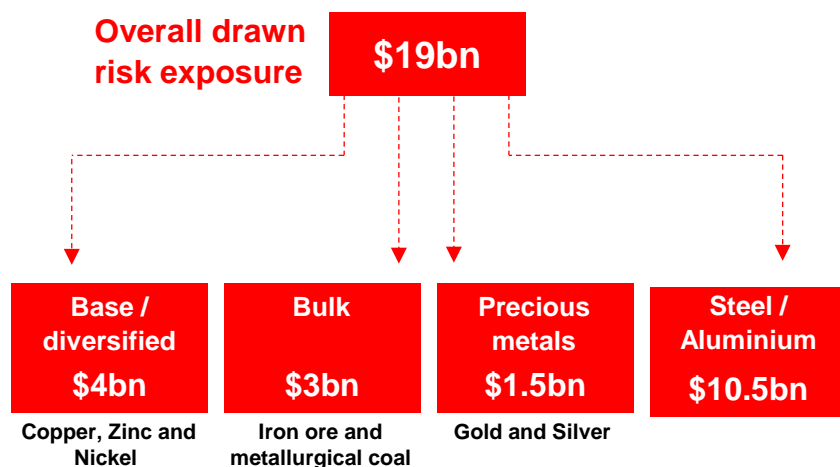 Overall drawn
risk exposure
$19bn
Base /
diversified
$4bn
Copper, Zinc and
Nickel
Bulk
$3bn
Iron ore and
metallurgical coal
Precious
metals
$1.5bn
Gold and Silver
Steel /
Aluminium
$10.5bn